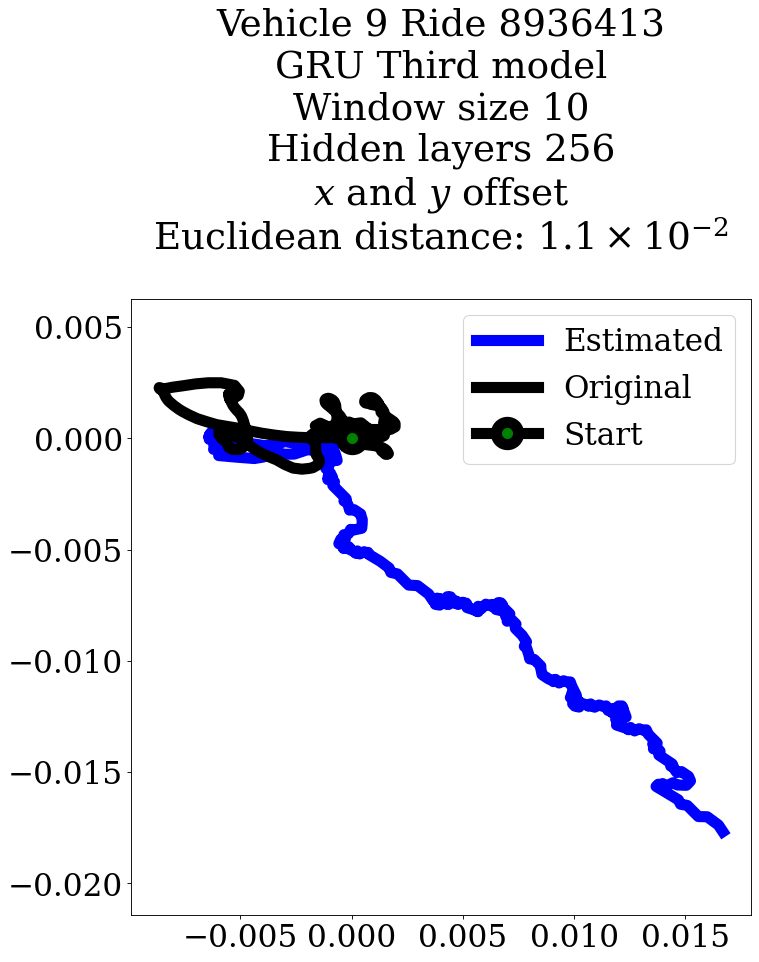 Vehicle 9 Ride 8936413
GRU Third model
Window size 10
Hidden layers 256
x and y offset
Euclidean distance: 1.1 × 10⁻²
Estimated
Original
Start
0.005
0.000
−0.005
−0.010
−0.015
−0.020
−0.005 0.000 0.005 0.010 0.015